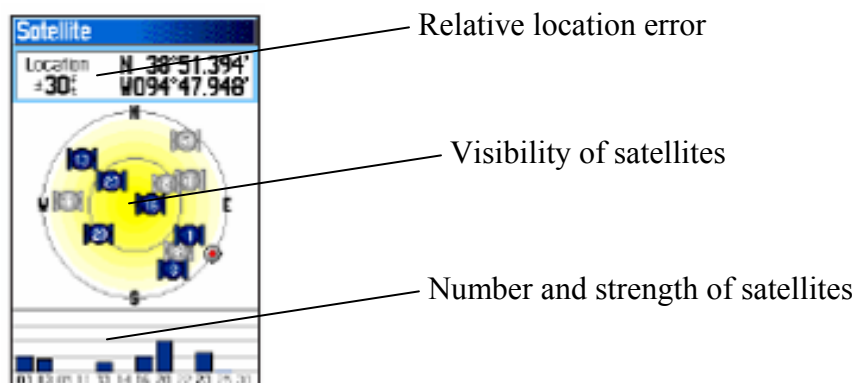 Satellite
Relative location error
Location N 38°51.394'
±30ft W094°47.948'
N
Visibility of satellites
W E
S
Number and strength of satellites